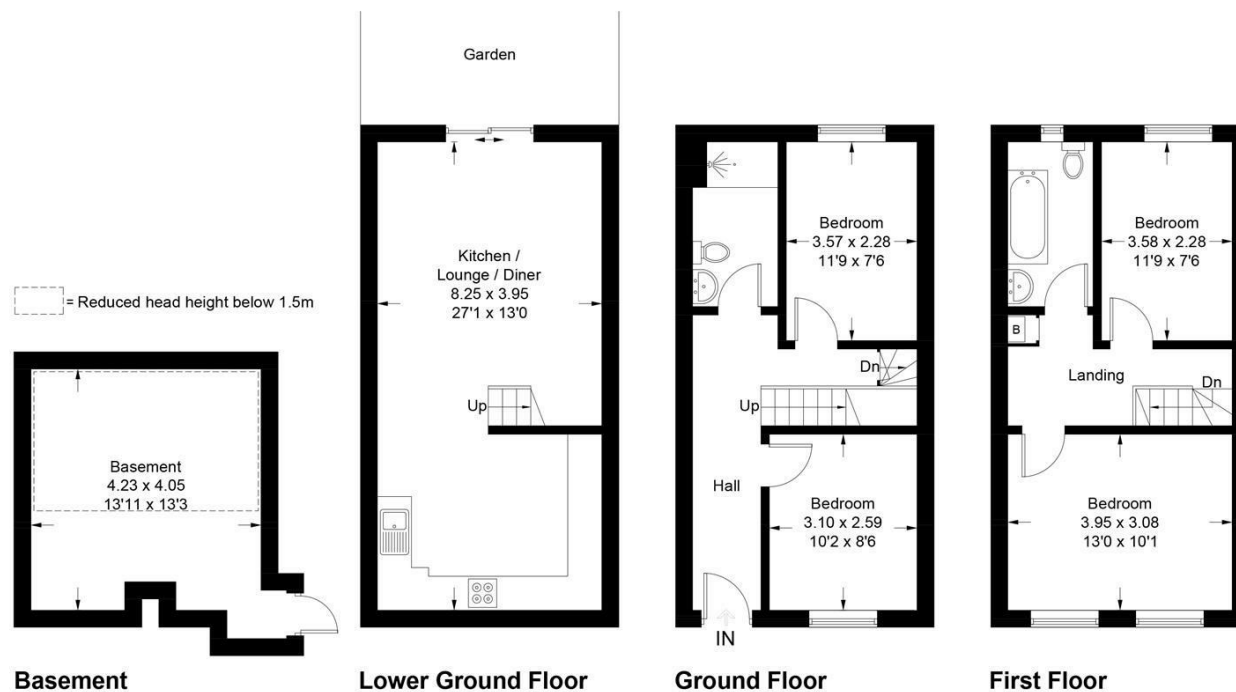 = Reduced head height below 1.5m
Basement
4.23 x 4.05
13'11 x 13'3
Basement
Garden
Kitchen /
Lounge / Diner
8.25 x 3.95
27'1 x 13'0
Up
Lower Ground Floor
Bedroom
3.57 x 2.28
11'9 x 7'6
Dn
Up
Hall
Bedroom
3.10 x 2.59
10'2 x 8'6
IN
Ground Floor
Bedroom
3.58 x 2.28
11'9 x 7'6
B
Landing
Dn
Bedroom
3.95 x 3.08
13'0 x 10'1
First Floor